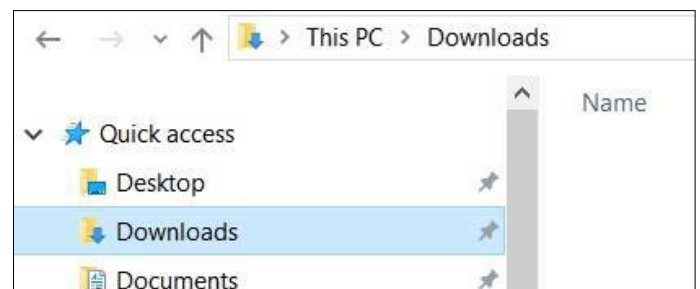 This PC > Downloads
Name
Quick access
Desktop
Downloads
Documents